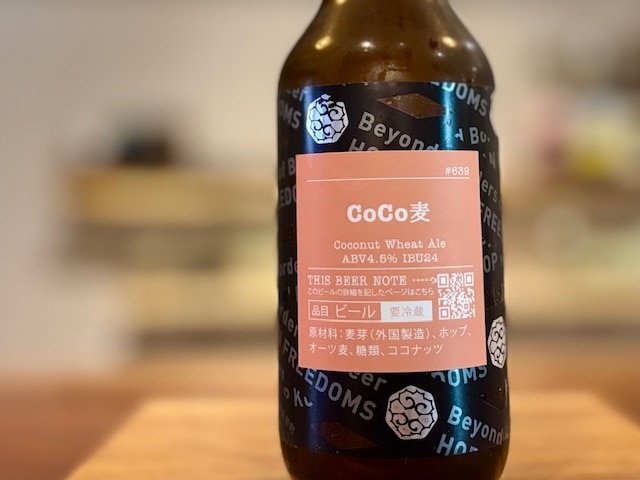 Beyond
FREEDOMS
#639
CoCo麦
Coconut Wheat Ale
ABV4.5% IBU24
THIS BEER NOTE
このビールの詳細を記したページはこちら
品目 ビール 要冷蔵
原材料:麦芽(外国製造)、ホップ、
オーツ麦、糖類、ココナッツ
FREEDOMS
Beyond